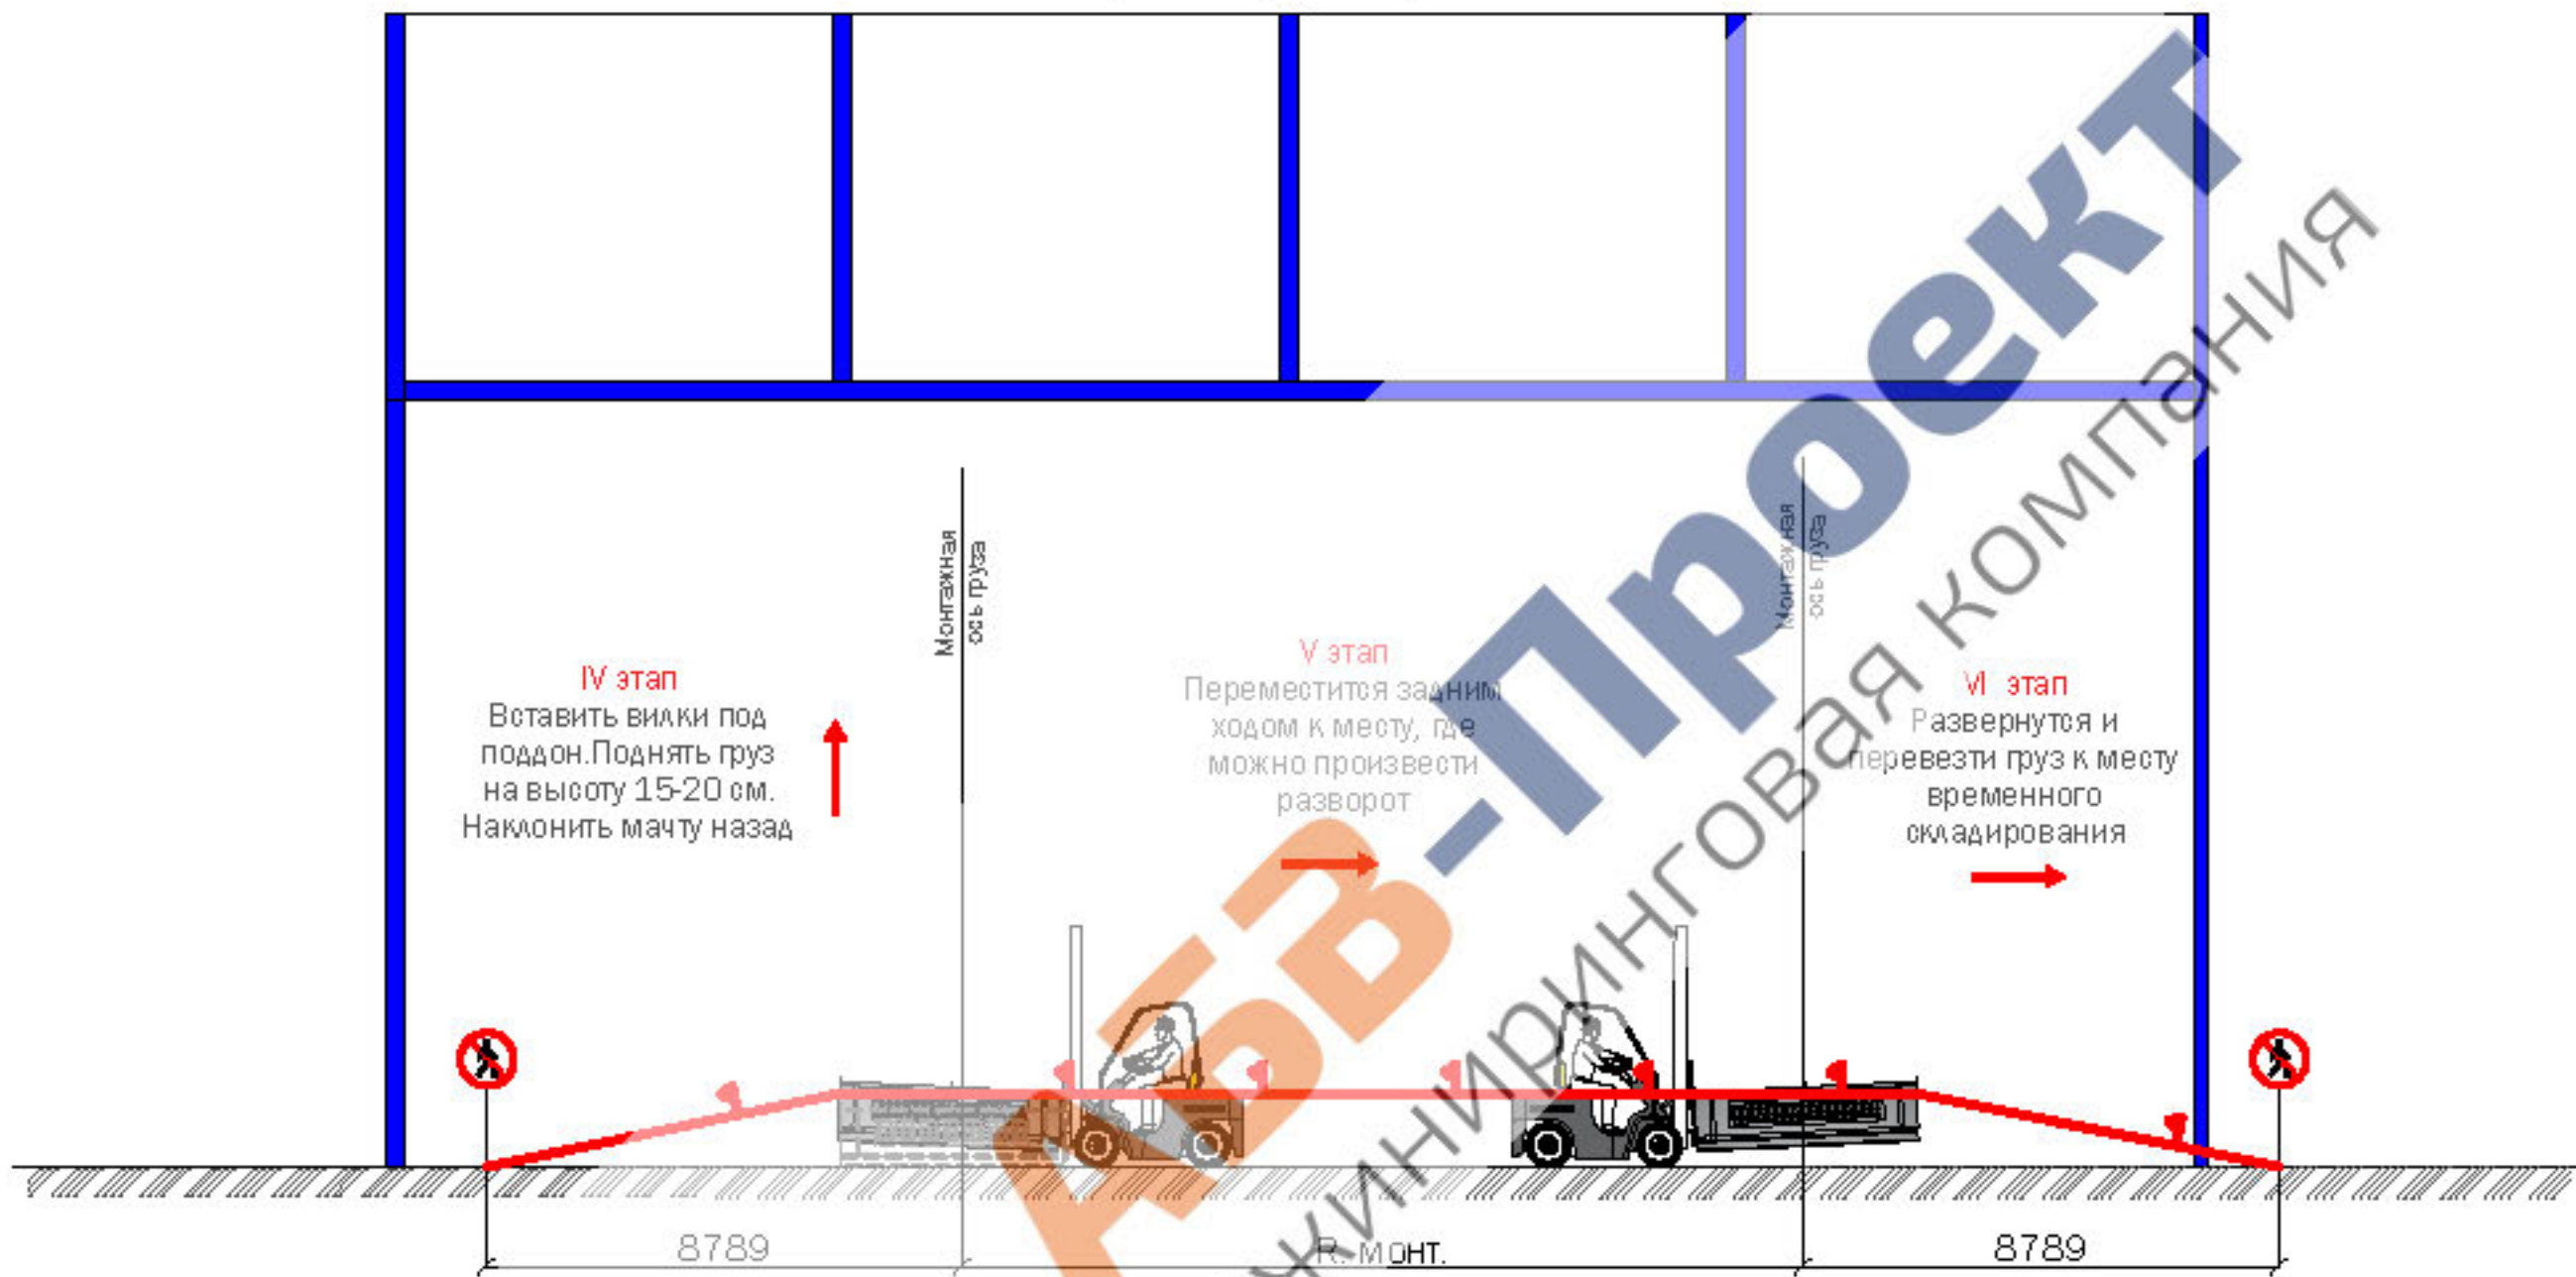 Монтажная
ось груза
Монтажная
ось груза
IV этап
Вставить вилки под
поддон.Поднять груз
на высоту 15-20 см.
Наклонить мачту назад
V этап
Переместится задним
ходом к месту, где
можно произвести
разворот
VI этап
Развернутся и
перевезти груз к месту
временного
складирования
АБВ-Проект
жиниринговая компания
8789
R. монт.
8789